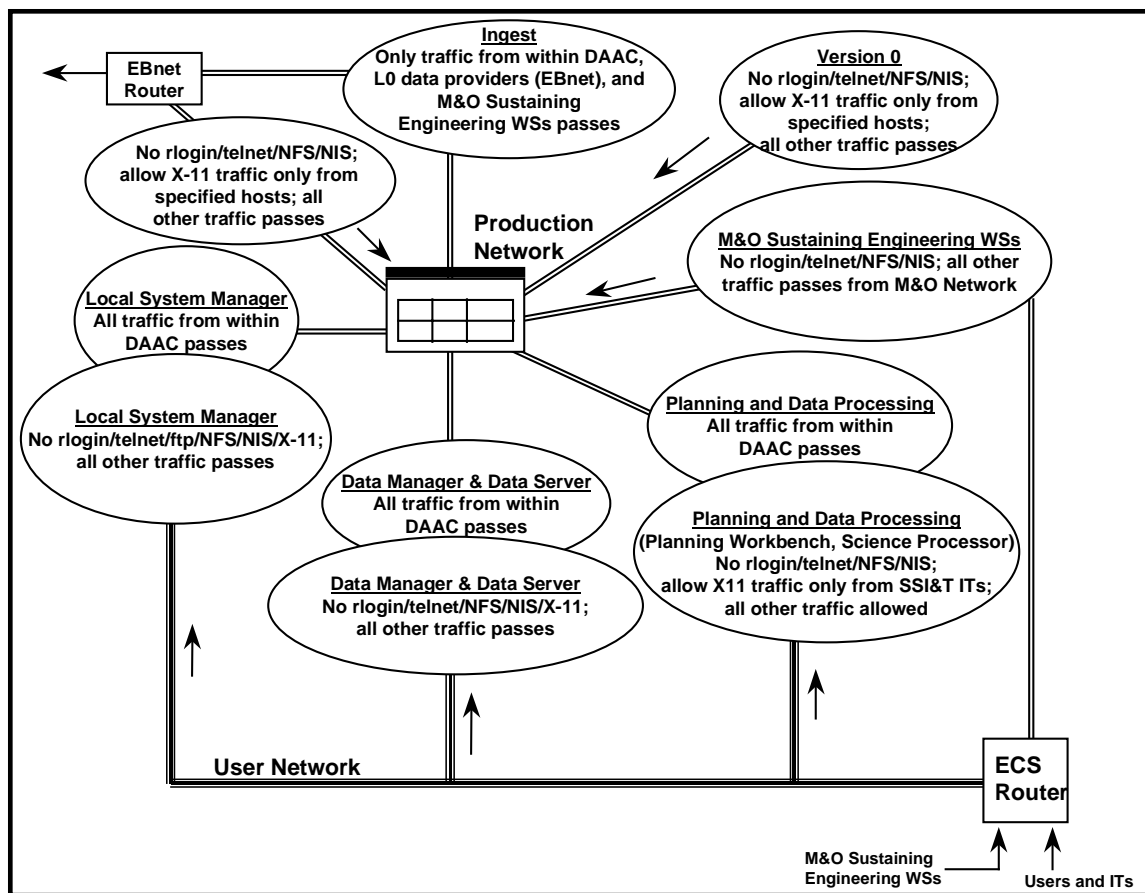 EBnet
Router
Ingest
Only traffic from within DAAC,
L0 data providers (EBnet), and
M&O Sustaining
Engineering WSs passes
Version 0
No rlogin/telnet/NFS/NIS;
allow X-11 traffic only from
specified hosts;
all other traffic passes
No rlogin/telnet/NFS/NIS;
allow X-11 traffic only from
specified hosts; all
other traffic passes
Production
Network
M&O Sustaining Engineering WSs
No rlogin/telnet/NFS/NIS; all other
traffic passes from M&O Network
Local System Manager
All traffic from within
DAAC passes
Local System Manager
No rlogin/telnet/ftp/NFS/NIS/X-11;
all other traffic passes
Planning and Data Processing
All traffic from within
DAAC passes
Data Manager & Data Server
All traffic from within
DAAC passes
Planning and Data Processing
(Planning Workbench, Science Processor)
No rlogin/telnet/NFS/NIS;
allow X11 traffic only from SSI&T ITs;
all other traffic allowed
Data Manager & Data Server
No rlogin/telnet/NFS/NIS/X-11;
all other traffic passes
User Network
ECS
Router
M&O Sustaining
Engineering WSs
Users and ITs